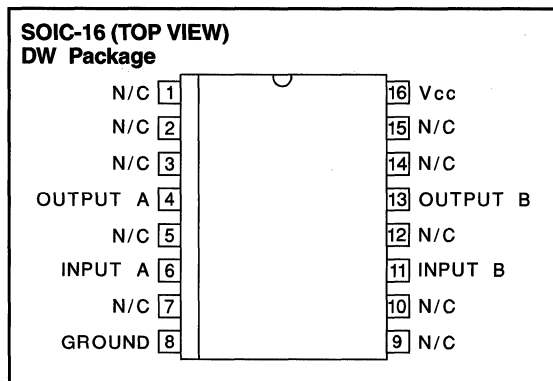 SOIC-16 (TOP VIEW)
DW Package
N/C 1 16 Vcc
N/C 2 15 N/C
N/C 3 14 N/C
OUTPUT A 4 13 OUTPUT B
N/C 5 12 N/C
INPUT A 6 11 INPUT B
N/C 7 10 N/C
GROUND 8 9 N/C